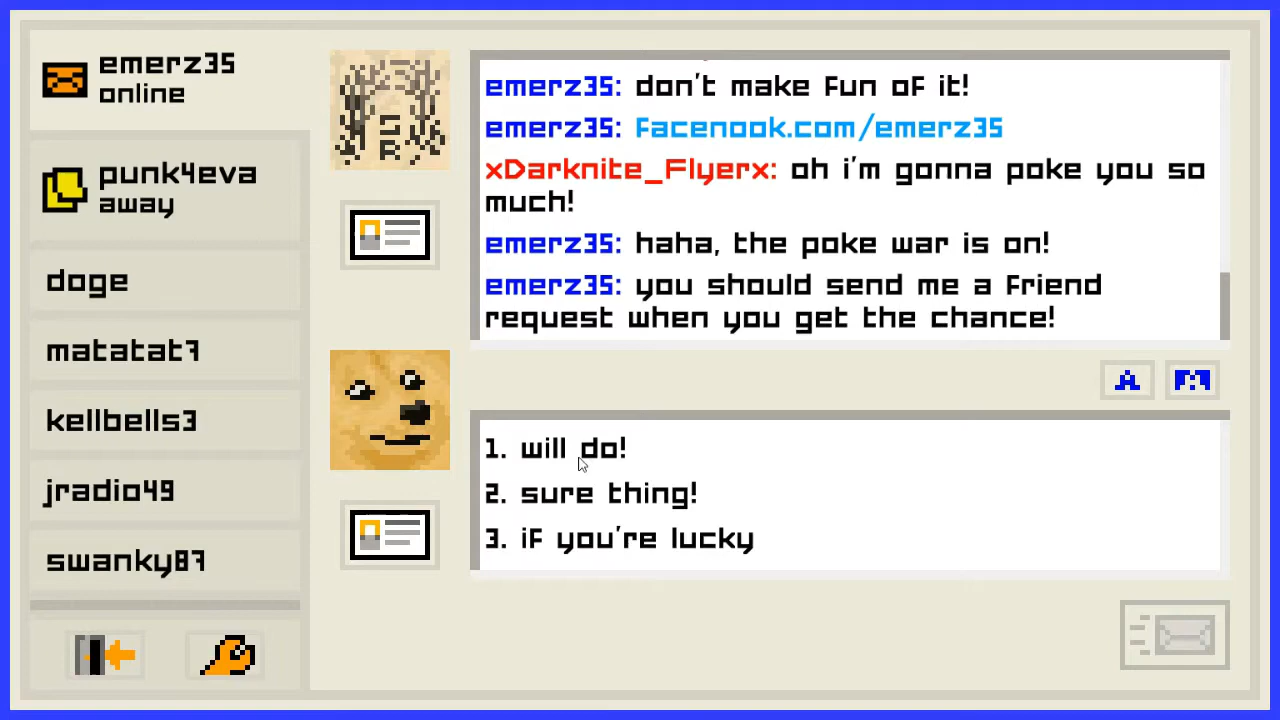 emerz35
online
punk4eva
away
doge
matatat7
kellbells3
jradio49
swanky87
emerz35: don't make fun of it!
emerz35: Facenook.com/emerz35
xDarknite_Flyerx: oh i'm gonna poke you so
much!
emerz35: haha, the poke war is on!
emerz35: you should send me a friend
request when you get the chance!
A
1. will do!
2. sure thing!
3. if you're lucky